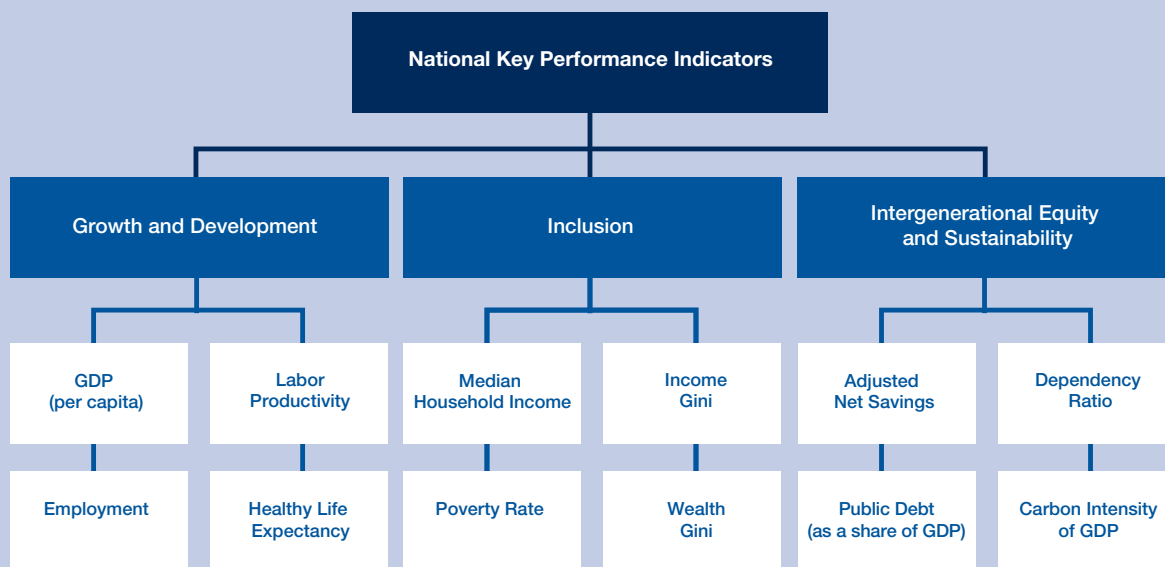 National Key Performance Indicators
Growth and Development
Inclusion
Intergenerational Equity
and Sustainability
GDP
(per capita)
Labor
Productivity
Median
Household Income
Income
Gini
Adjusted
Net Savings
Dependency
Ratio
Employment
Healthy Life
Expectancy
Poverty Rate
Wealth
Gini
Public Debt
(as a share of GDP)
Carbon Intensity
of GDP